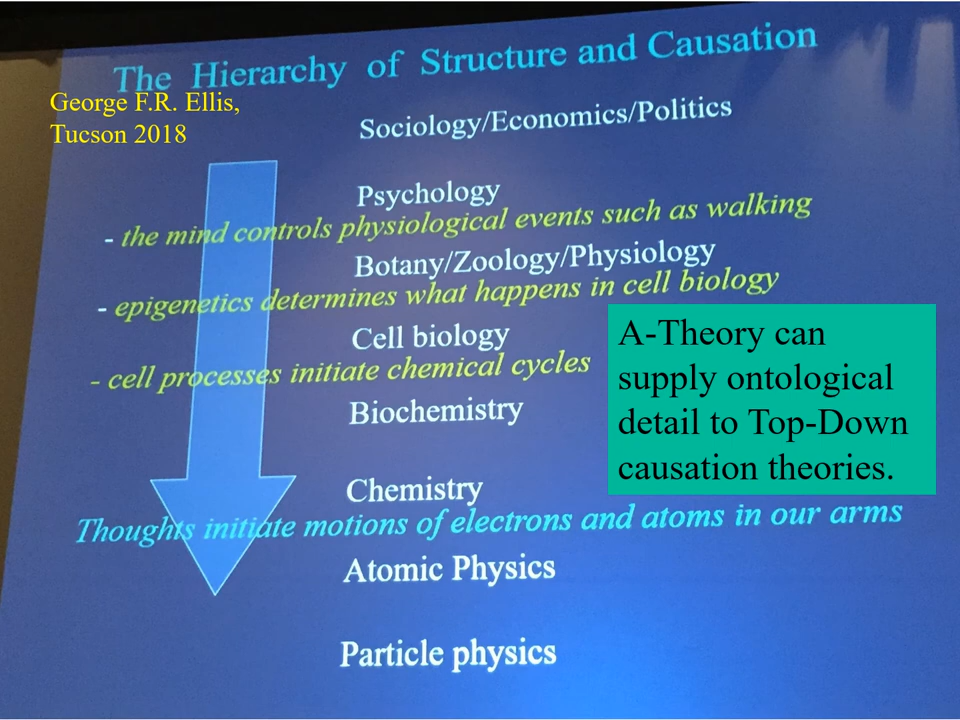 The Hierarchy of Structure and Causation
George F.R. Ellis,
Tucson 2018
Sociology/Economics/Politics
Psychology
- the mind controls physiological events such as walking
Botany/Zoology/Physiology
- epigenetics determines what happens in cell biology
Cell biology
- cell processes initiate chemical cycles
Biochemistry
A-Theory can
supply ontological
detail to Top-Down
causation theories.
Chemistry
Thoughts initiate motions of electrons and atoms in our arms
Atomic Physics
Particle physics